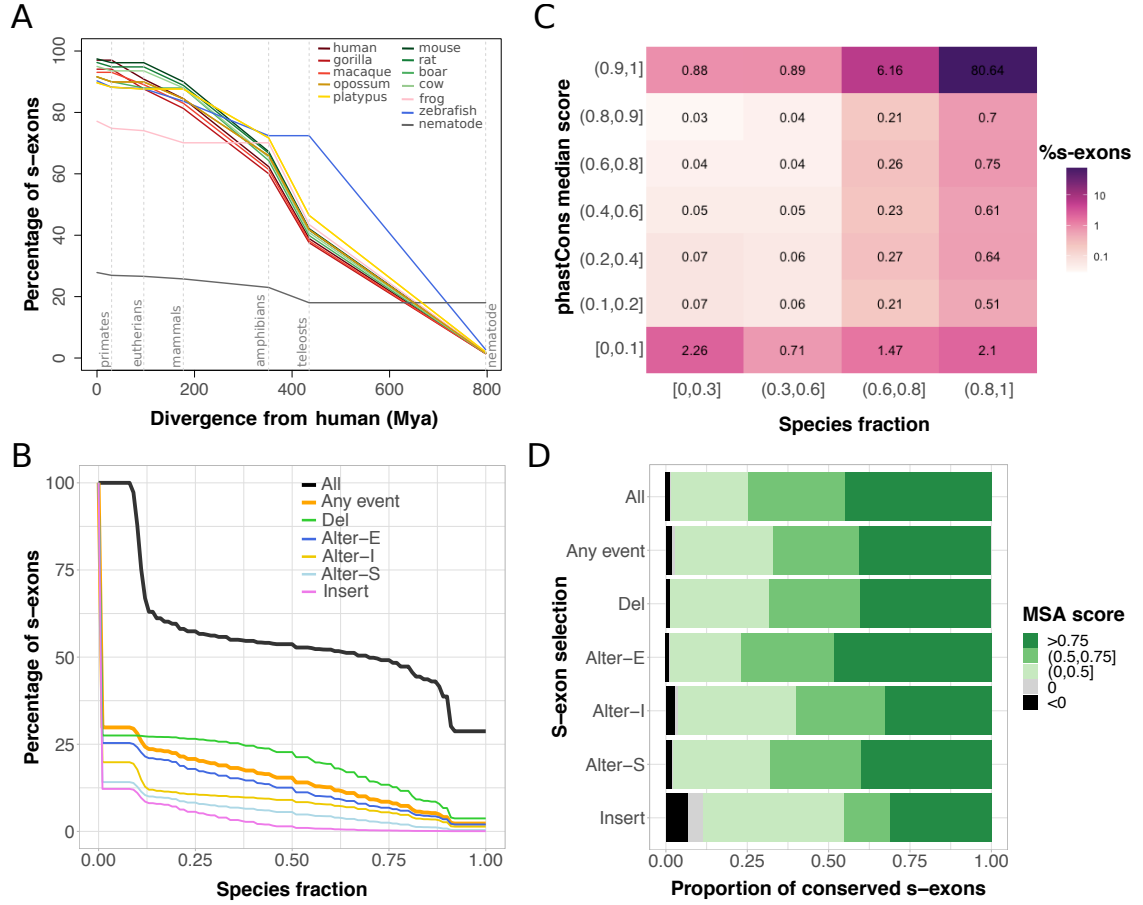 A
Percentage of s−exons
100
80
60
40
20
0
human
gorilla
macaque
opossum
platypus
mouse
rat
boar
cow
frog
zebrafish
nematode
primates
eutherians
mammals
amphibians
teleosts
nematode
0 200 400 600 800
Divergence from human (Mya)
C
phastCons median score
(0.9,1] 0.88 0.89 6.16 80.64
(0.8,0.9] 0.03 0.04 0.21 0.7
(0.6,0.8] 0.04 0.04 0.26 0.75
(0.4,0.6] 0.05 0.05 0.23 0.61
(0.2,0.4] 0.07 0.06 0.27 0.64
(0.1,0.2] 0.07 0.06 0.21 0.51
[0,0.1] 2.26 0.71 1.47 2.1
[0,0.3] (0.3,0.6] (0.6,0.8] (0.8,1]
Species fraction
%s−exons
10
1
0.1
B
Percentage of s−exons
100
75
50
25
0
All
Any event
Del
Alter−E
Alter−I
Alter−S
Insert
0.00 0.25 0.50 0.75 1.00
Species fraction
D
S−exon selection
All
Any event
Del
Alter−E
Alter−I
Alter−S
Insert
0.00 0.25 0.50 0.75 1.00
Proportion of conserved s−exons
MSA score
>0.75
(0.5,0.75]
(0,0.5]
0
<0